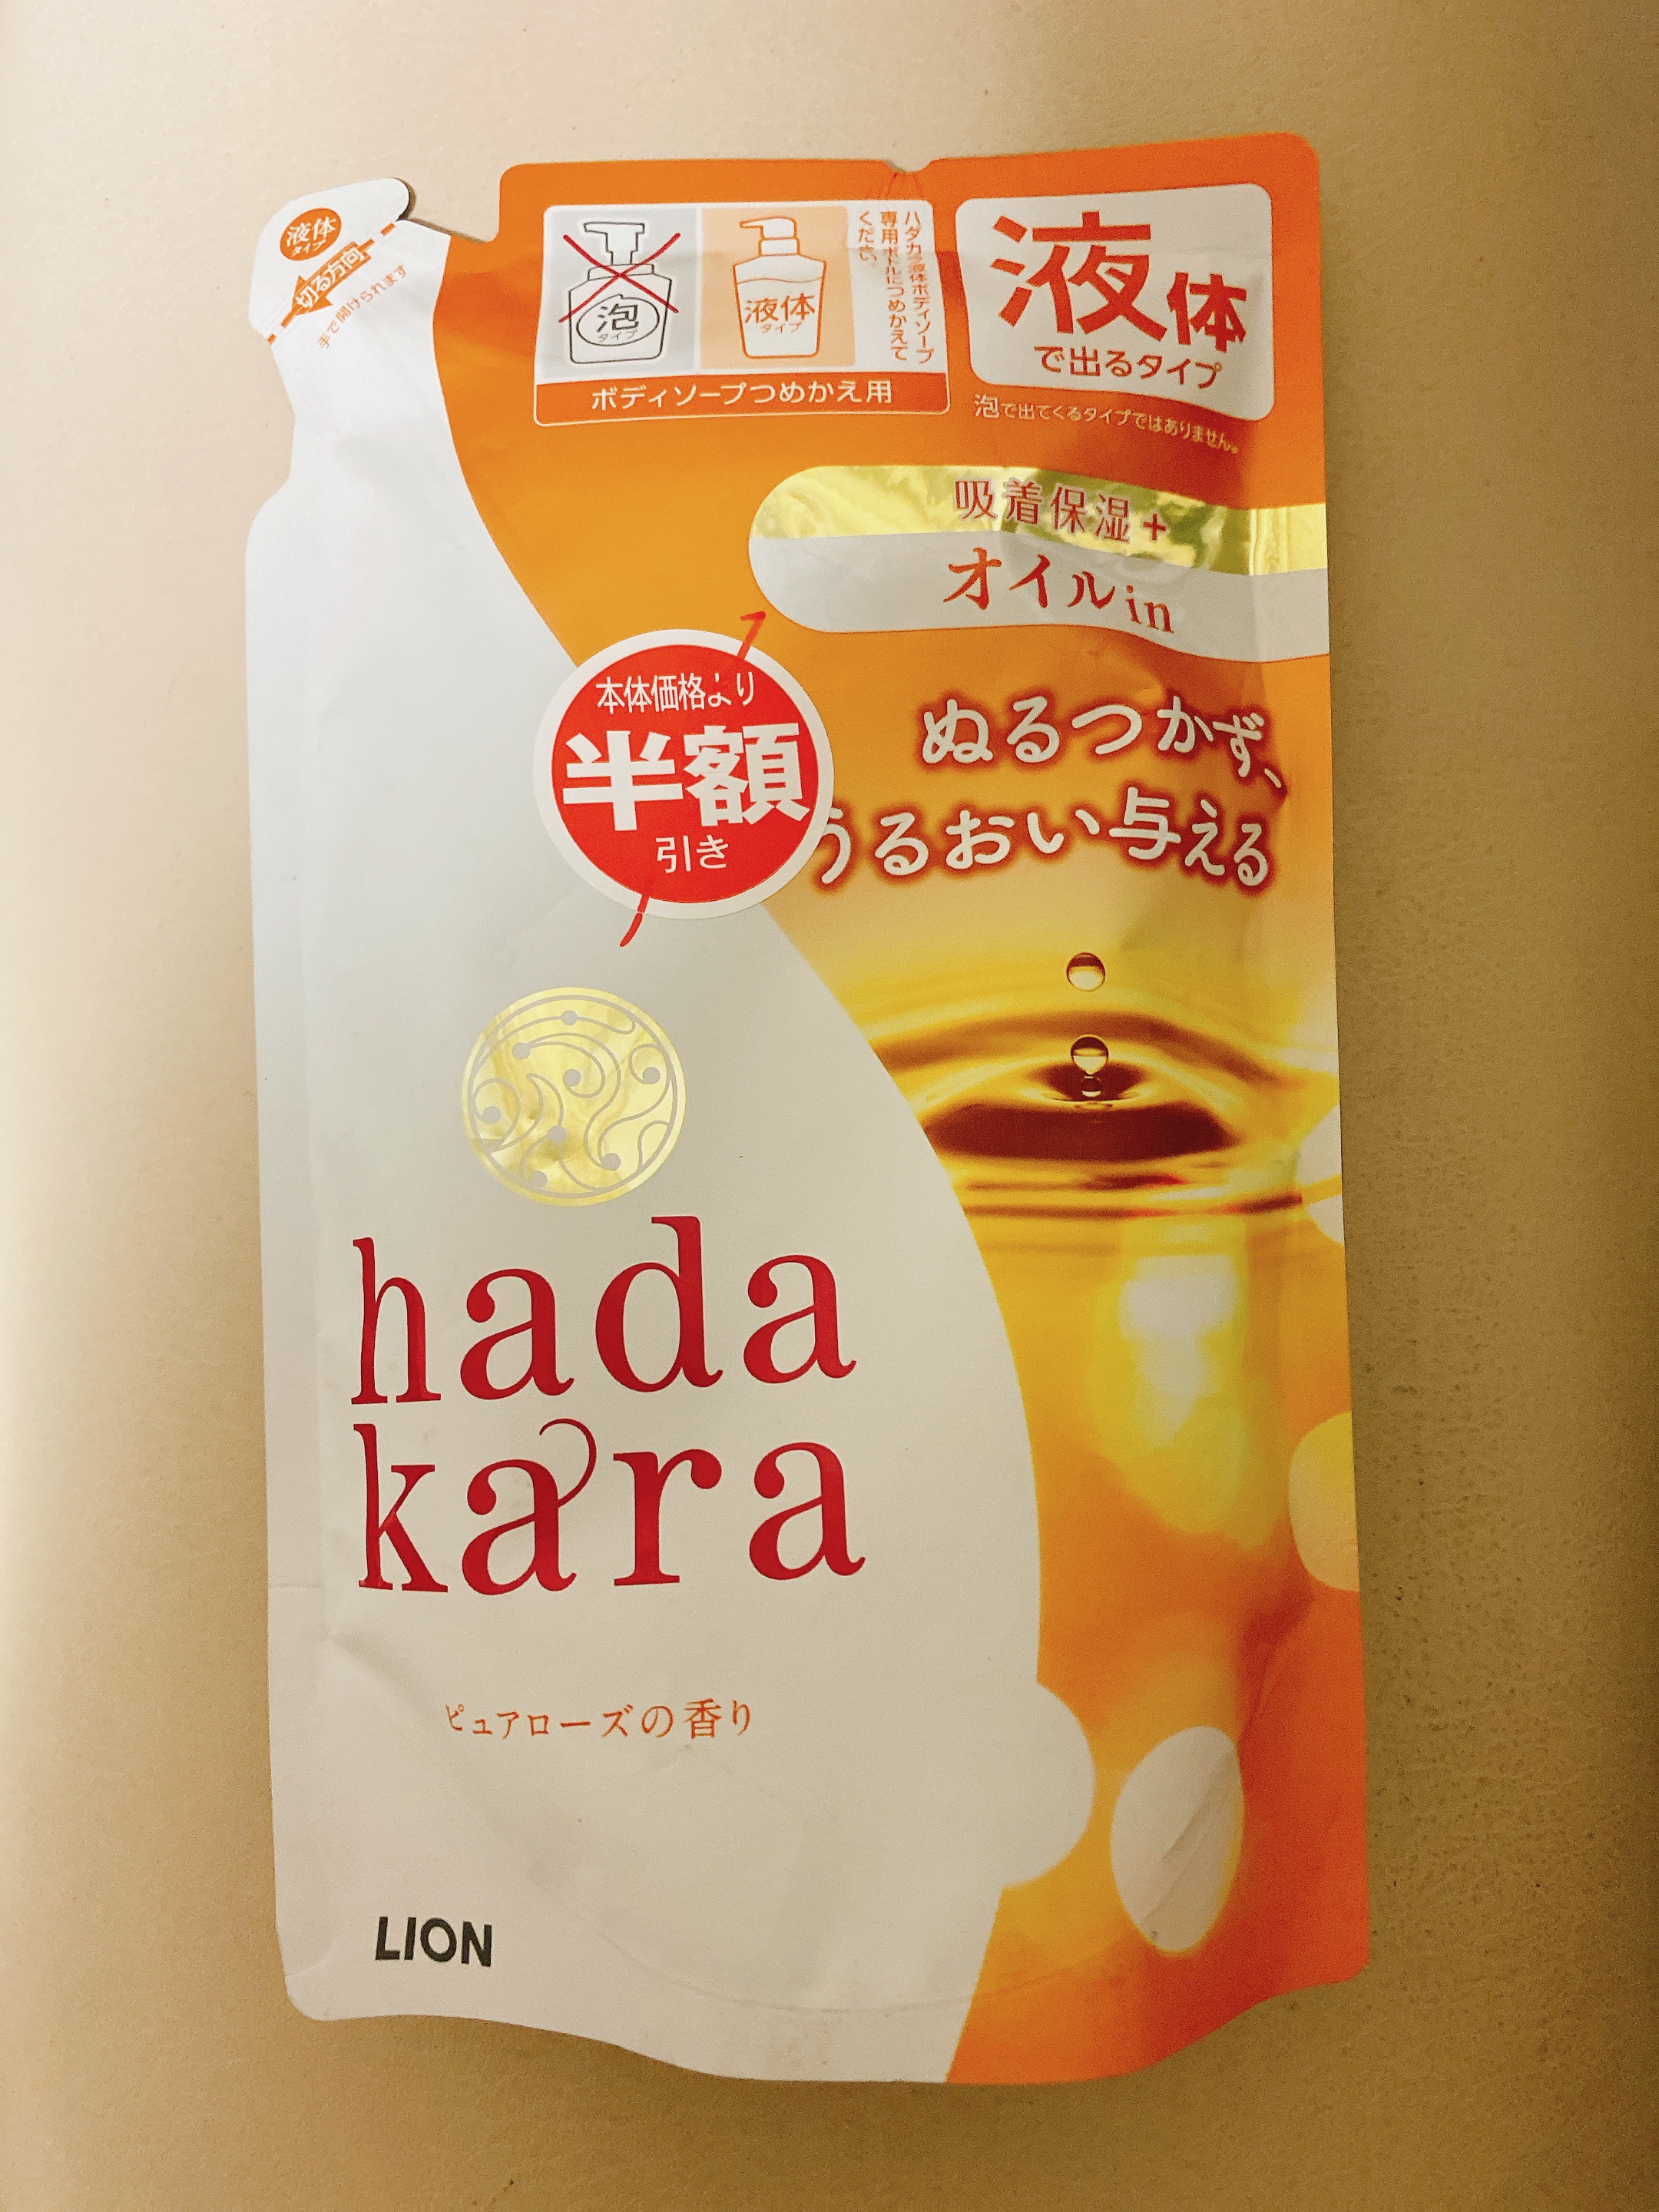 液体
タイプ
切る方向
手で開けられます
泡
タイプ
液体
タイプ
ハダカラ液体ボディソープ
専用ボトルにつめかえて
ください。
ボディソープつめかえ用
液体
で出るタイプ
泡で出てくるタイプではありません。
吸着保湿+
オイルin
ぬるつかず、
うるおい与える
本体価格より
半額
引き
hada
kara
ピュアローズの香り
LION